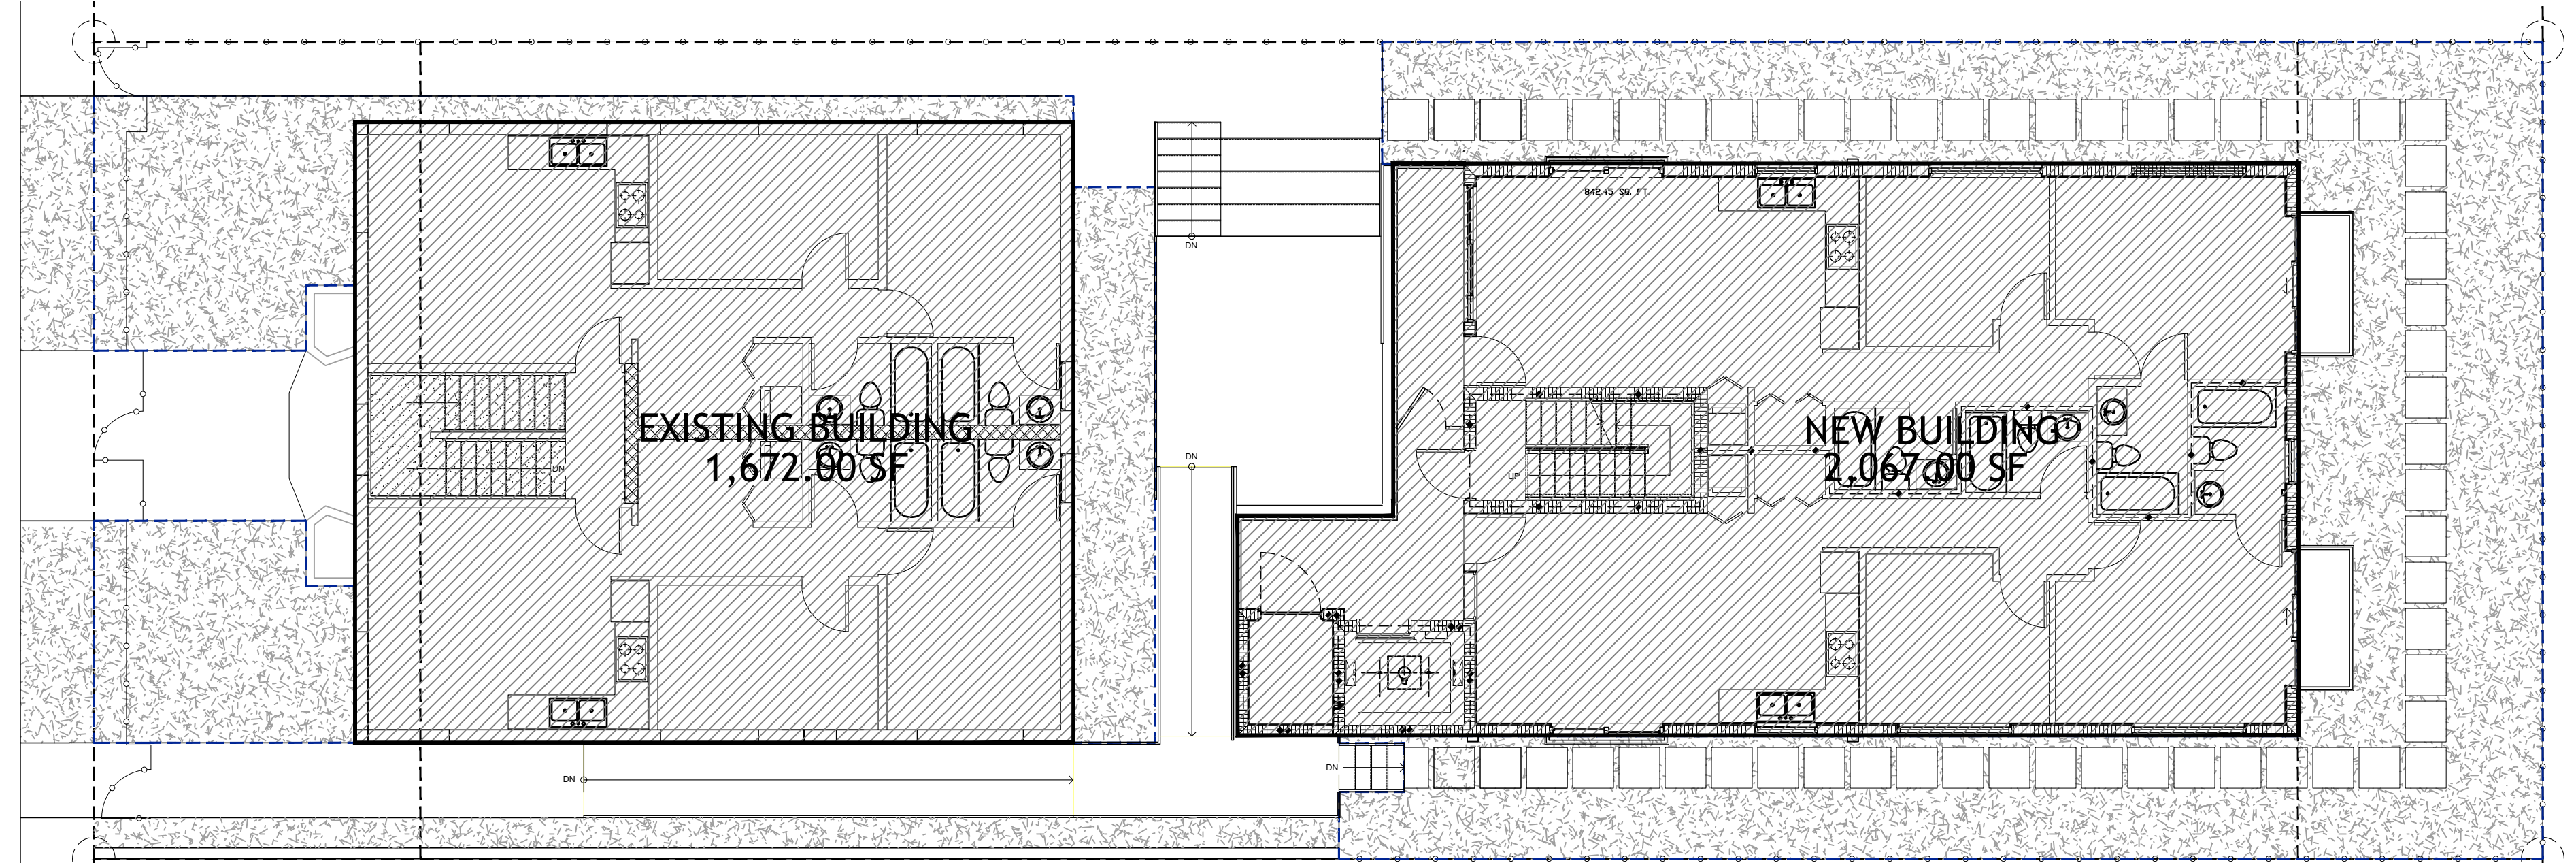 842.45 SQ. FT.
DN
EXISTING BUILDING
1,672.00 SF
NEW BUILDING
2,067.00 SF
DN
DN
UP
DN
DN